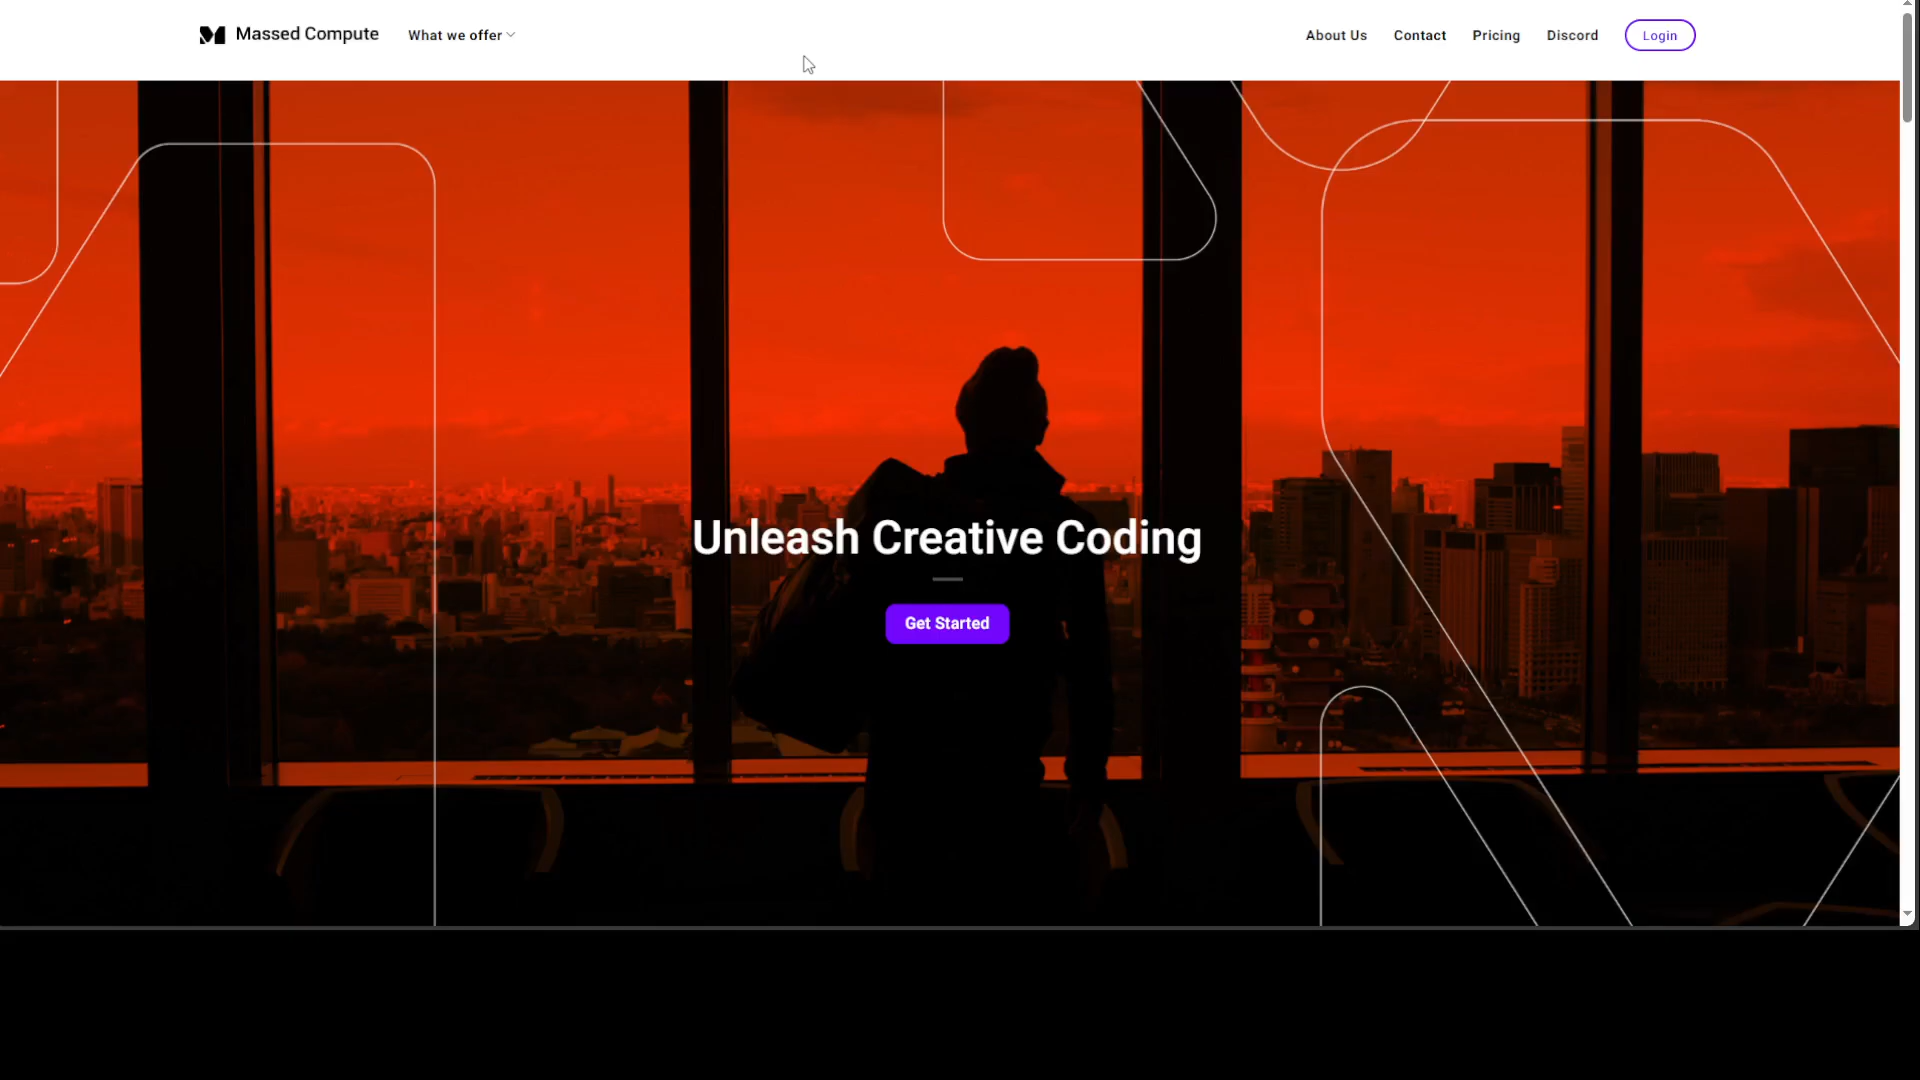 Massed Compute
What we offer
About Us
Contact
Pricing
Discord
Login
Unleash Creative Coding
Get Started